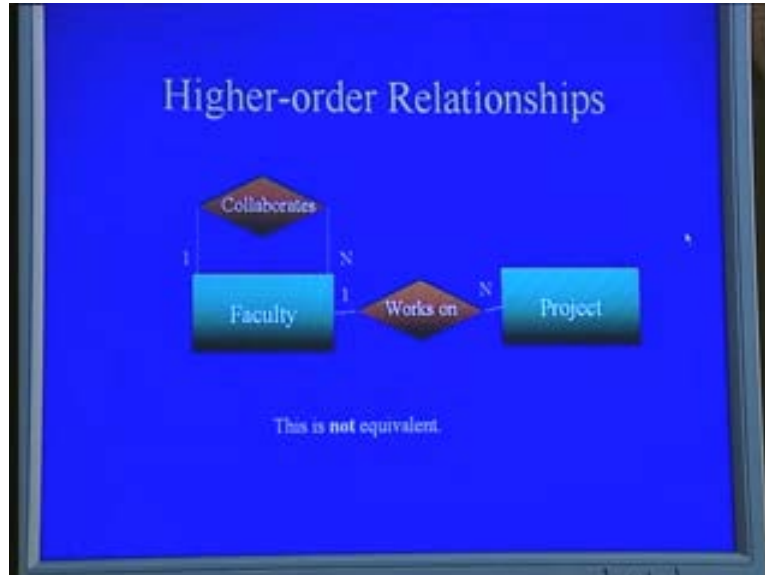 Higher-order Relationships
Collaborates
1 N
Faculty 1 Works on N Project
This is not equivalent.